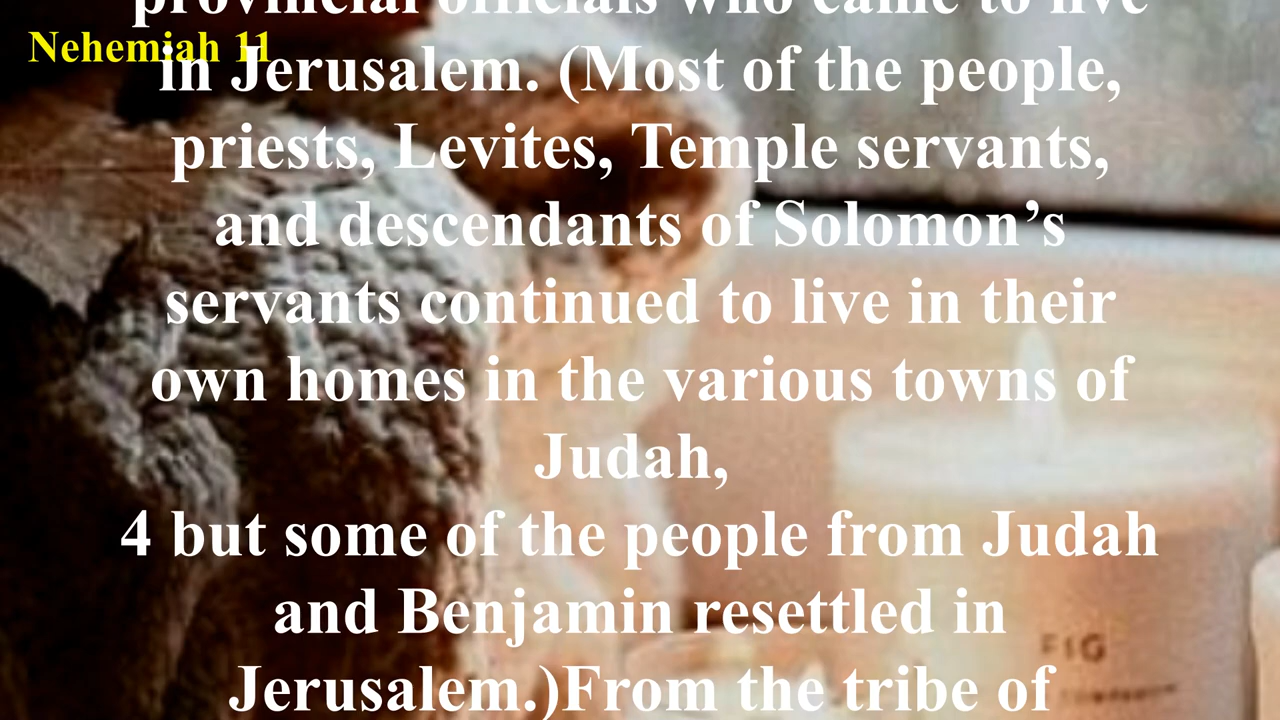 provincial officials who came to live
Nehemiah 11
in Jerusalem. (Most of the people,
priests, Levites, Temple servants,
and descendants of Solomon’s
servants continued to live in their
own homes in the various towns of
Judah,
4 but some of the people from Judah
and Benjamin resettled in
Jerusalem.)From the tribe of
FIG